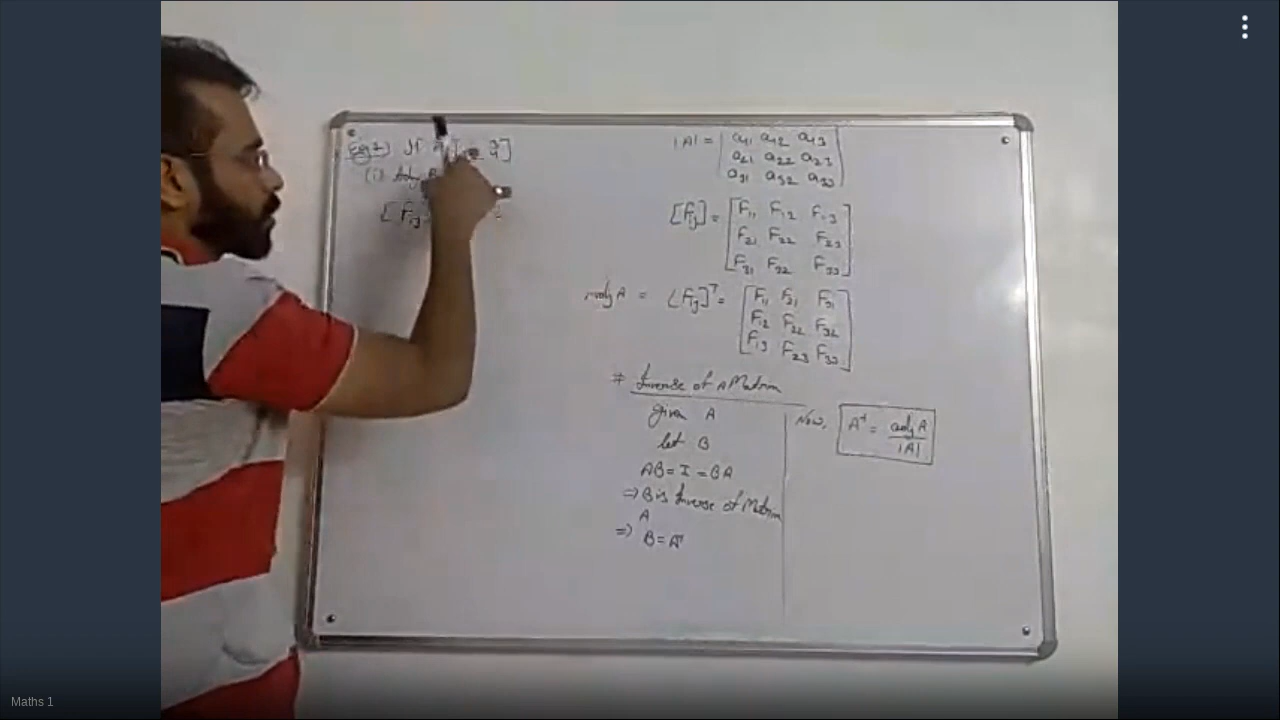 (i) Adj
[Fij
|A| = | a11 a12 a13
a21 a22 a23
a31 a32 a33 |
[Fij] = [ F11 F12 F13
F21 F22 F23
F31 F32 F33 ]
adj A = [Fij]ᵀ = [ F11 F21 F31
F12 F22 F32
F13 F23 F33 ]
# Inverse of A Matrix
given A
let B
AB = I = BA
⇒ B is Inverse of Matrix
A
⇒ B = A⁻¹
Now, A⁻¹ = adj A
|A|
Maths 1